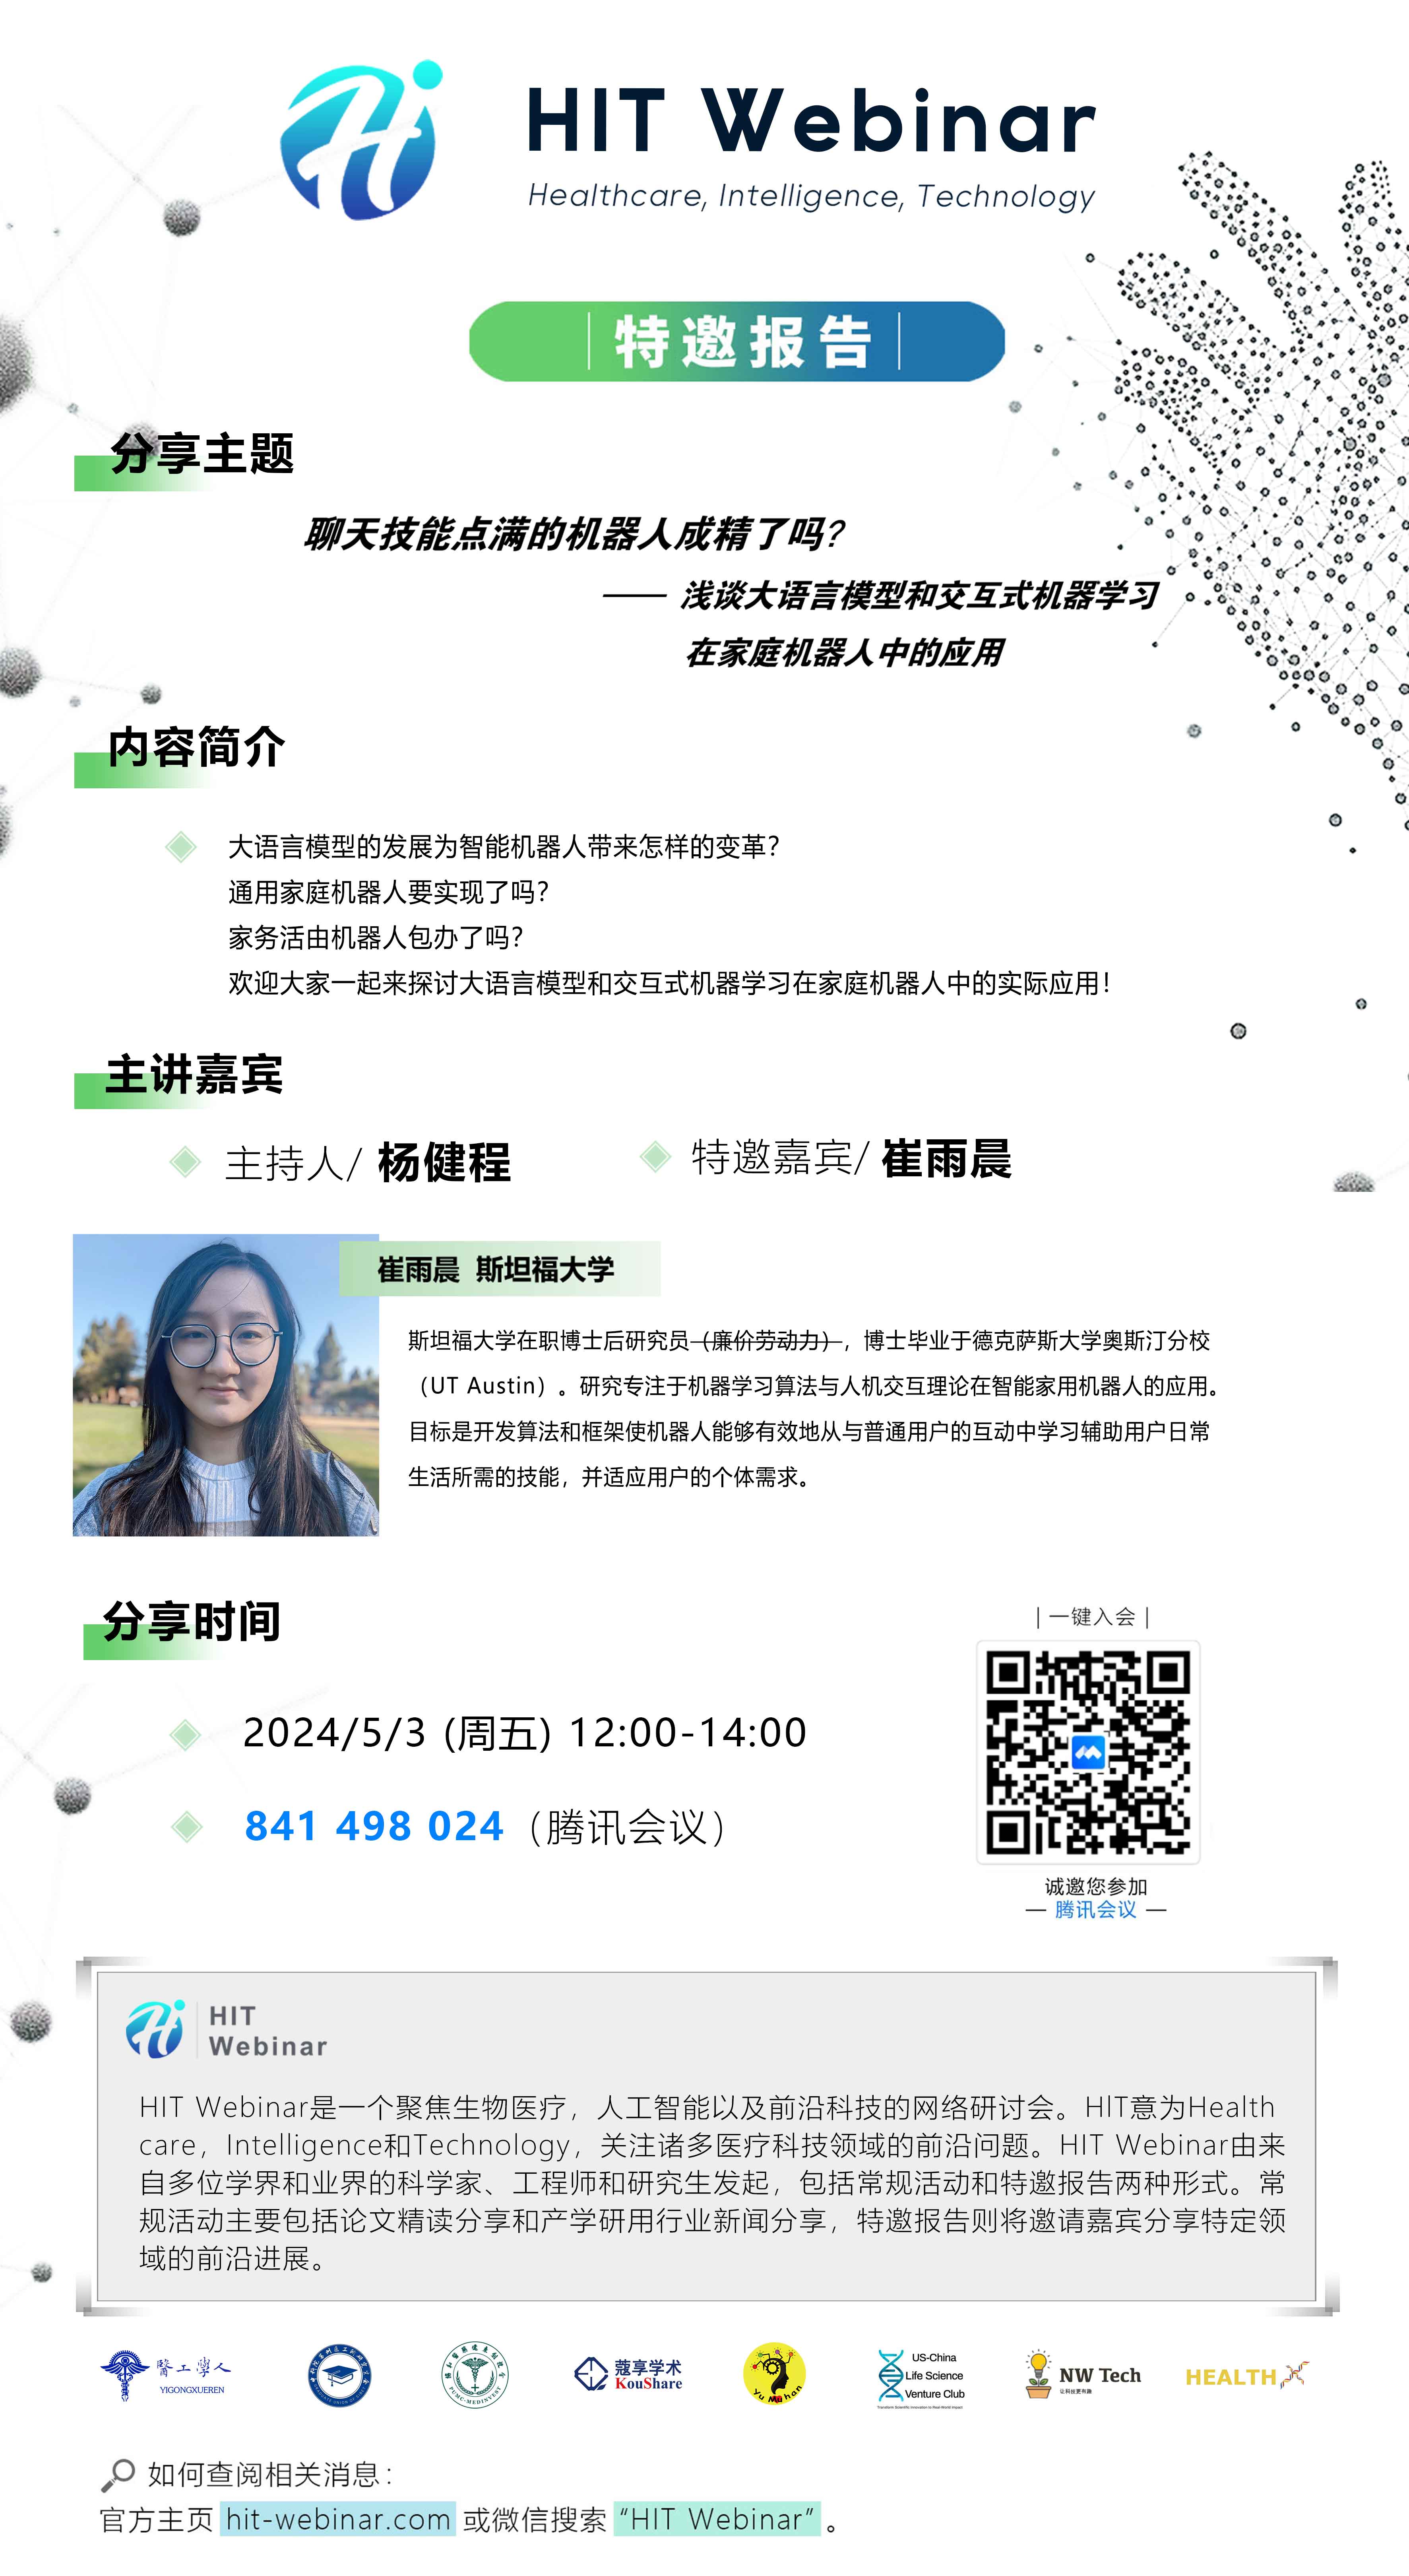 HIT Webinar
Healthcare, Intelligence, Technology
特邀报告
分享主题
聊天技能点满的机器人成精了吗?
—— 浅谈大语言模型和交互式机器学习
在家庭机器人中的应用
内容简介
大语言模型的发展为智能机器人带来怎样的变革?
通用家庭机器人要实现了吗?
家务活由机器人包办了吗?
欢迎大家一起来探讨大语言模型和交互式机器学习在家庭机器人中的实际应用!
主讲嘉宾
主持人/ 杨健程
特邀嘉宾/ 崔雨晨
崔雨晨 斯坦福大学
斯坦福大学在职博士后研究员（廉价劳动力），博士毕业于德克萨斯大学奥斯汀分校
（UT Austin）。研究专注于机器学习算法与人机交互理论在智能家用机器人的应用。
目标是开发算法和框架使机器人能够有效地从与普通用户的互动中学习辅助用户日常
生活所需的技能，并适应用户的个体需求。
分享时间
2024/5/3 (周五) 12:00-14:00
841 498 024（腾讯会议）
| 一键入会 |
诚邀您参加
— 腾讯会议 —
HIT
Webinar
HIT Webinar是一个聚焦生物医疗，人工智能以及前沿科技的网络研讨会。HIT意为Health
care，Intelligence和Technology，关注诸多医疗科技领域的前沿问题。HIT Webinar由来
自多位学界和业界的科学家、工程师和研究生发起，包括常规活动和特邀报告两种形式。常
规活动主要包括论文精读分享和产学研用行业新闻分享，特邀报告则将邀请嘉宾分享特定领
域的前沿进展。
醫工學人
YIGONGXUEREN
PUMC-MEDINVEST
蔻享学术
KouShare
Yu Mohan
US-China
Life Science
Venture Club
NW Tech
让科技更有趣
HEALTH
如何查阅相关消息：
官方主页 hit-webinar.com 或微信搜索 “HIT Webinar” 。